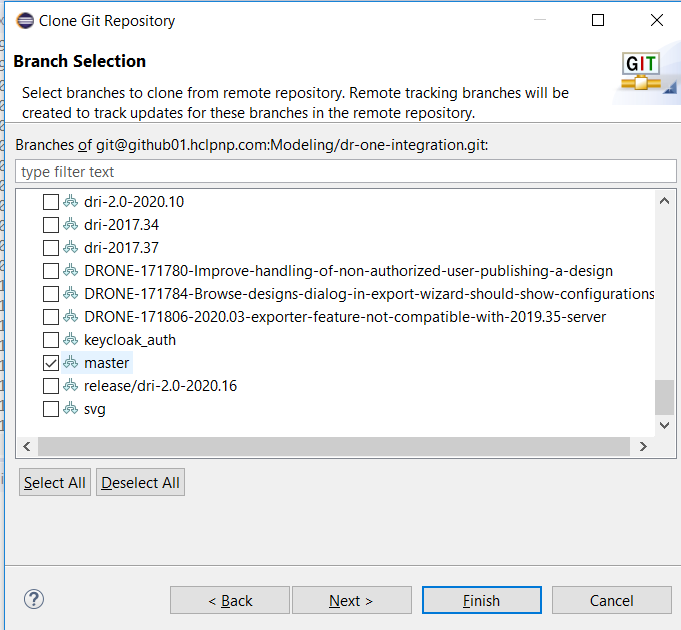 Clone Git Repository
Branch Selection
GIT
Select branches to clone from remote repository. Remote tracking branches will be
created to track updates for these branches in the remote repository.
Branches of git@github01.hclpnp.com:Modeling/dr-one-integration.git:
type filter text
dri-2.0-2020.10
dri-2017.34
dri-2017.37
DRONE-171780-Improve-handling-of-non-authorized-user-publishing-a-design
DRONE-171784-Browse-designs-dialog-in-export-wizard-should-show-configurations
DRONE-171806-2020.03-exporter-feature-not-compatible-with-2019.35-server
keycloak_auth
master
release/dri-2.0-2020.16
svg
Select All Deselect All
? < Back Next > Finish Cancel